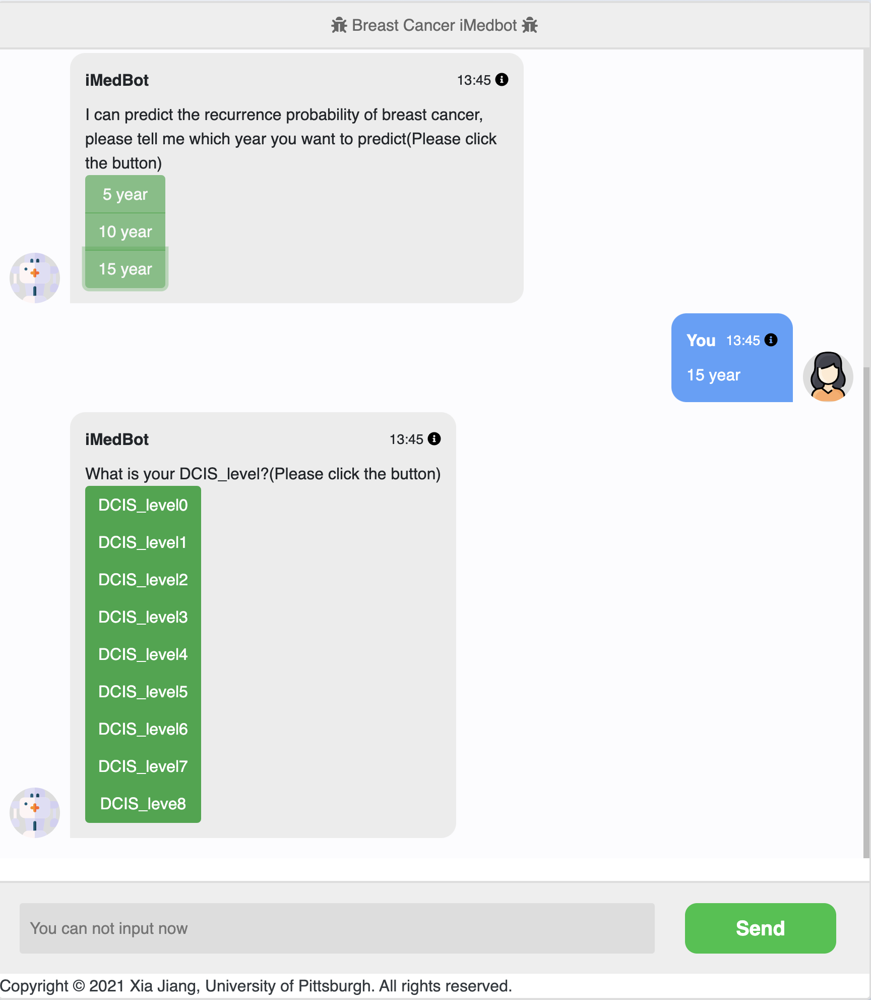 Breast Cancer iMedbot
iMedBot 13:45
I can predict the recurrence probability of breast cancer,
please tell me which year you want to predict(Please click
the button)
5 year
10 year
15 year
You 13:45
15 year
iMedBot 13:45
What is your DCIS_level?(Please click the button)
DCIS_level0
DCIS_level1
DCIS_level2
DCIS_level3
DCIS_level4
DCIS_level5
DCIS_level6
DCIS_level7
DCIS_leve8
You can not input now
Send
Copyright © 2021 Xia Jiang, University of Pittsburgh. All rights reserved.